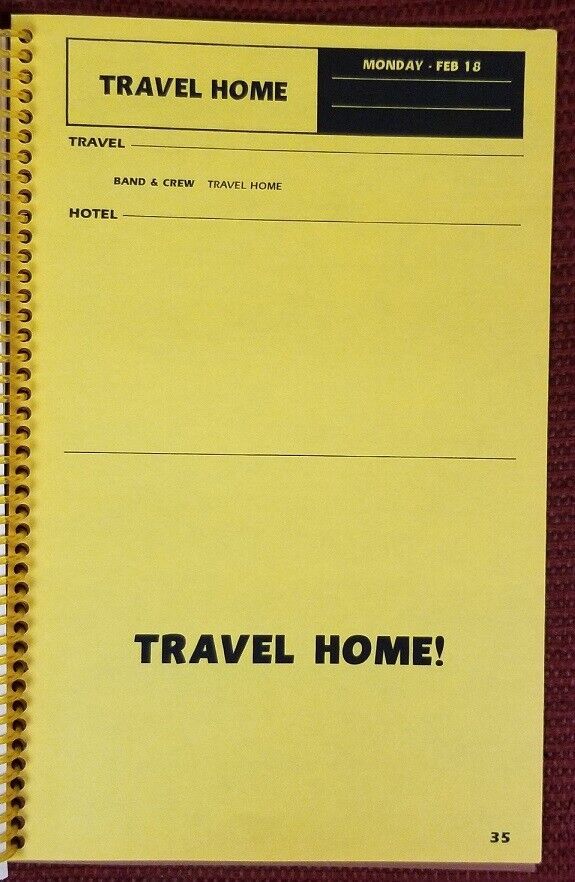 TRAVEL HOME
MONDAY - FEB 18
TRAVEL
BAND & CREW TRAVEL HOME
HOTEL
TRAVEL HOME!
35